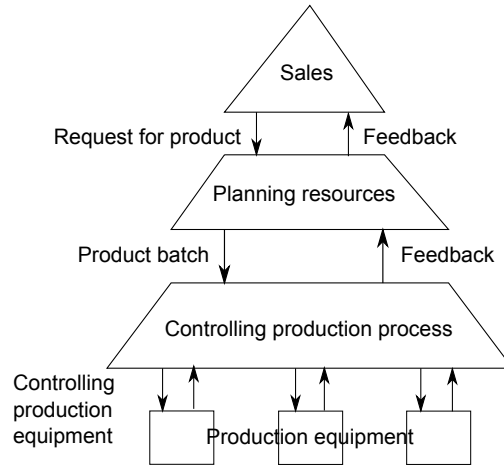 Sales
Request for product
Feedback
Planning resources
Product batch
Feedback
Controlling production process
Controlling
production
equipment
Production equipment